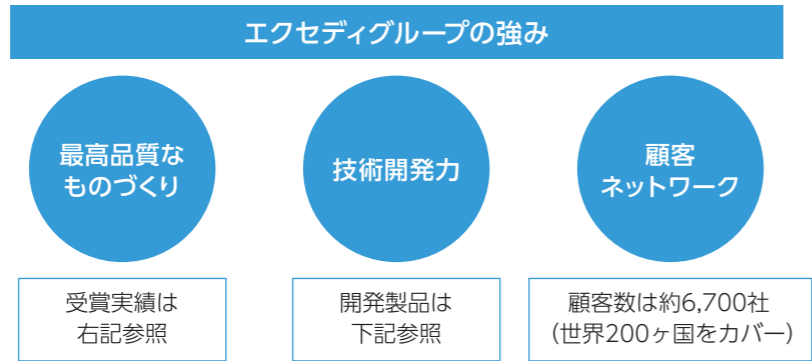 エクセディグループの強み
最高品質な
ものづくり
技術開発力
顧客
ネットワーク
受賞実績は
右記参照
開発製品は
下記参照
顧客数は約6,700社
（世界200ヶ国をカバー）